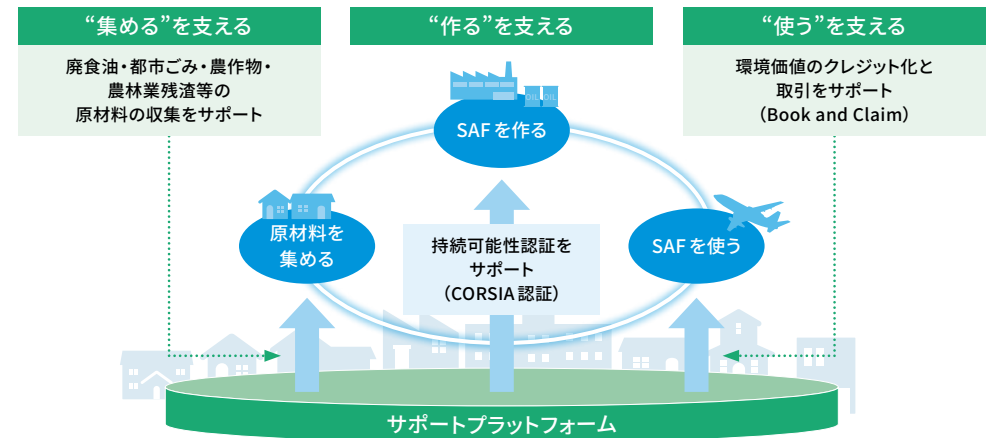 “集める”を支える
廃食油・都市ごみ・農作物・
農林業残渣等の
原材料の収集をサポート
“作る”を支える
“使う”を支える
環境価値のクレジット化と
取引をサポート
（Book and Claim）
OIL OIL
SAFを作る
原材料を
集める
SAFを使う
持続可能性認証を
サポート
（CORSIA認証）
サポートプラットフォーム